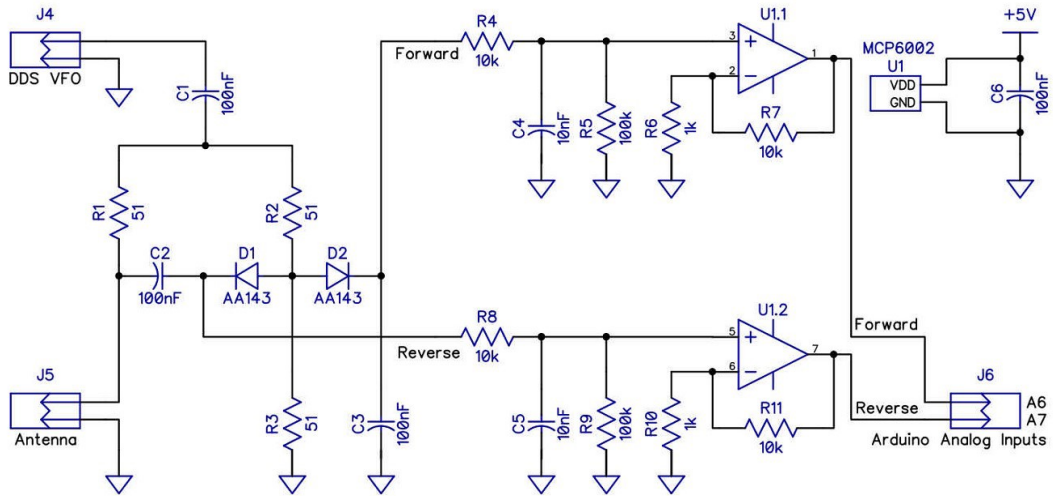 J4
DDS VFO
C1
100nF
R1
51
R2
51
C2
100nF
D1
AA143
D2
AA143
J5
Antenna
R3
51
C3
100nF
Forward
R4
10k
C4
10nF
R5
100k
R6
1k
U1.1
3
+
2
−
1
R7
10k
MCP6002
U1
VDD
GND
+5V
C6
100nF
Reverse
R8
10k
C5
10nF
R9
100k
R10
1k
U1.2
5
+
6
−
7
R11
10k
Forward
Reverse
J6
A6
A7
Arduino Analog Inputs